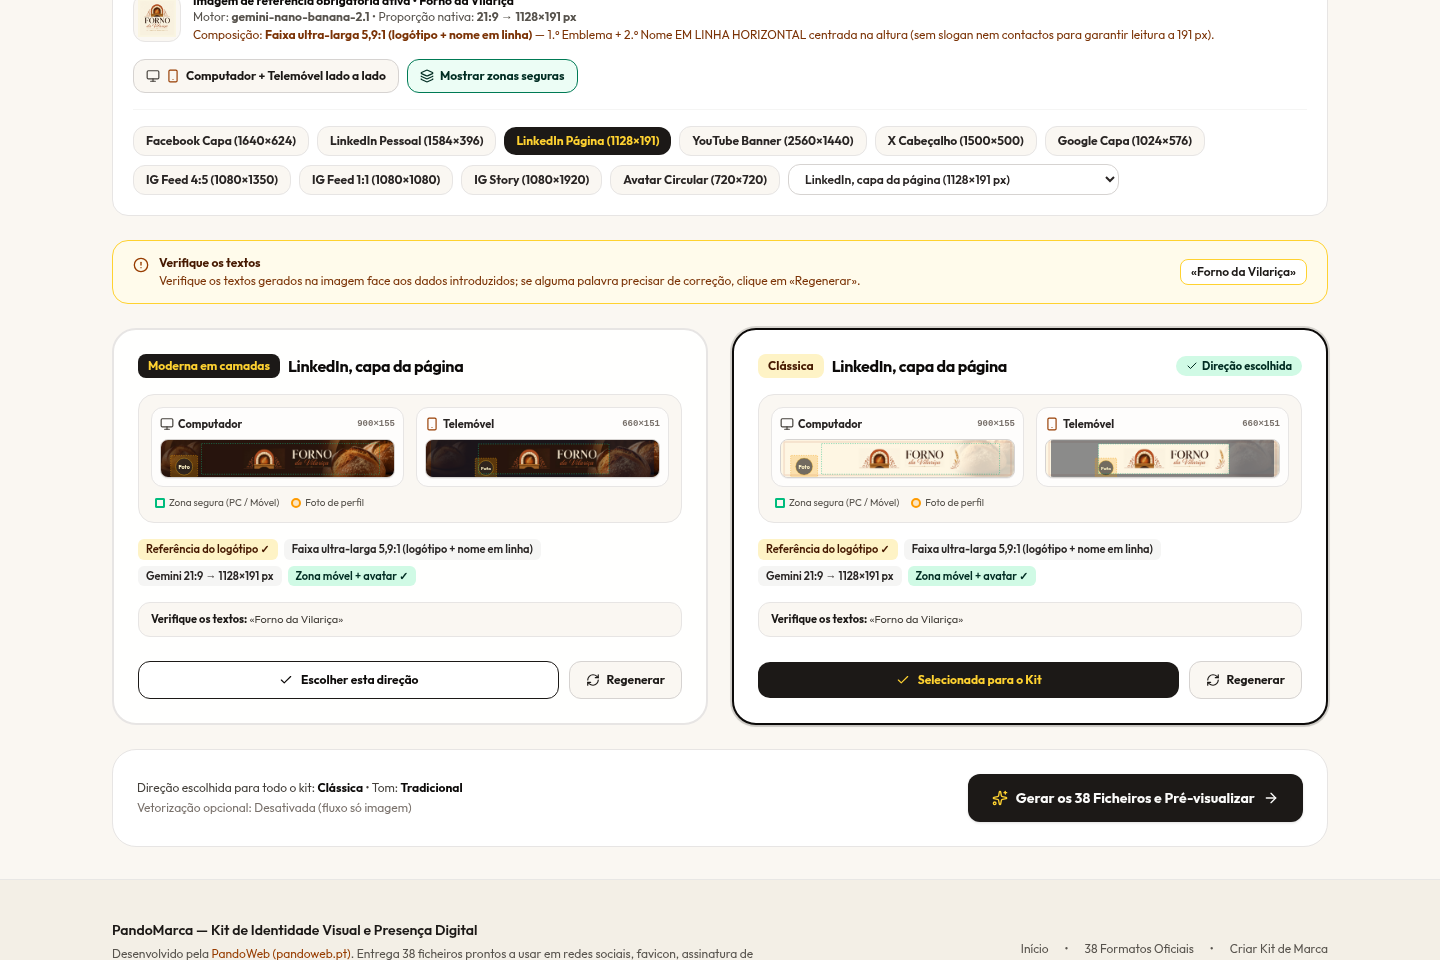 Imagem de referência obrigatória ativa • Forno da Vilariça
Motor: gemini-nano-banana-2.1 • Proporção nativa: 21:9 → 1128×191 px
Composição: Faixa ultra-larga 5,9:1 (logótipo + nome em linha) — 1.º Emblema + 2.º Nome EM LINHA HORIZONTAL centrada na altura (sem slogan nem contactos para garantir leitura a 191 px).
Computador + Telemóvel lado a lado
Mostrar zonas seguras
Facebook Capa (1640×624)
LinkedIn Pessoal (1584×396)
LinkedIn Página (1128×191)
YouTube Banner (2560×1440)
X Cabeçalho (1500×500)
Google Capa (1024×576)
IG Feed 4:5 (1080×1350)
IG Feed 1:1 (1080×1080)
IG Story (1080×1920)
Avatar Circular (720×720)
LinkedIn, capa da página (1128×191 px)
Verifique os textos
Verifique os textos gerados na imagem face aos dados introduzidos; se alguma palavra precisar de correção, clique em «Regenerar».
«Forno da Vilariça»
Moderna em camadas
LinkedIn, capa da página
Computador
900×155
Foto
FORNO
da Vilariça
Telemóvel
660×151
Foto
FORNO
da Vilariça
Zona segura (PC / Móvel)
Foto de perfil
Referência do logótipo ✓
Faixa ultra-larga 5,9:1 (logótipo + nome em linha)
Gemini 21:9 → 1128×191 px
Zona móvel + avatar ✓
Verifique os textos: «Forno da Vilariça»
Escolher esta direção
Regenerar
Clássica
LinkedIn, capa da página
Direção escolhida
Computador
900×155
Foto
FORNO
da Vilariça
Telemóvel
660×151
Foto
FORNO
da Vilariça
Zona segura (PC / Móvel)
Foto de perfil
Referência do logótipo ✓
Faixa ultra-larga 5,9:1 (logótipo + nome em linha)
Gemini 21:9 → 1128×191 px
Zona móvel + avatar ✓
Verifique os textos: «Forno da Vilariça»
Selecionada para o Kit
Regenerar
Direção escolhida para todo o kit: Clássica • Tom: Tradicional
Vetorização opcional: Desativada (fluxo só imagem)
Gerar os 38 Ficheiros e Pré-visualizar
PandoMarca — Kit de Identidade Visual e Presença Digital
Desenvolvido pela PandoWeb (pandoweb.pt). Entrega 38 ficheiros prontos a usar em redes sociais, favicon, assinatura de
Início • 38 Formatos Oficiais • Criar Kit de Marca